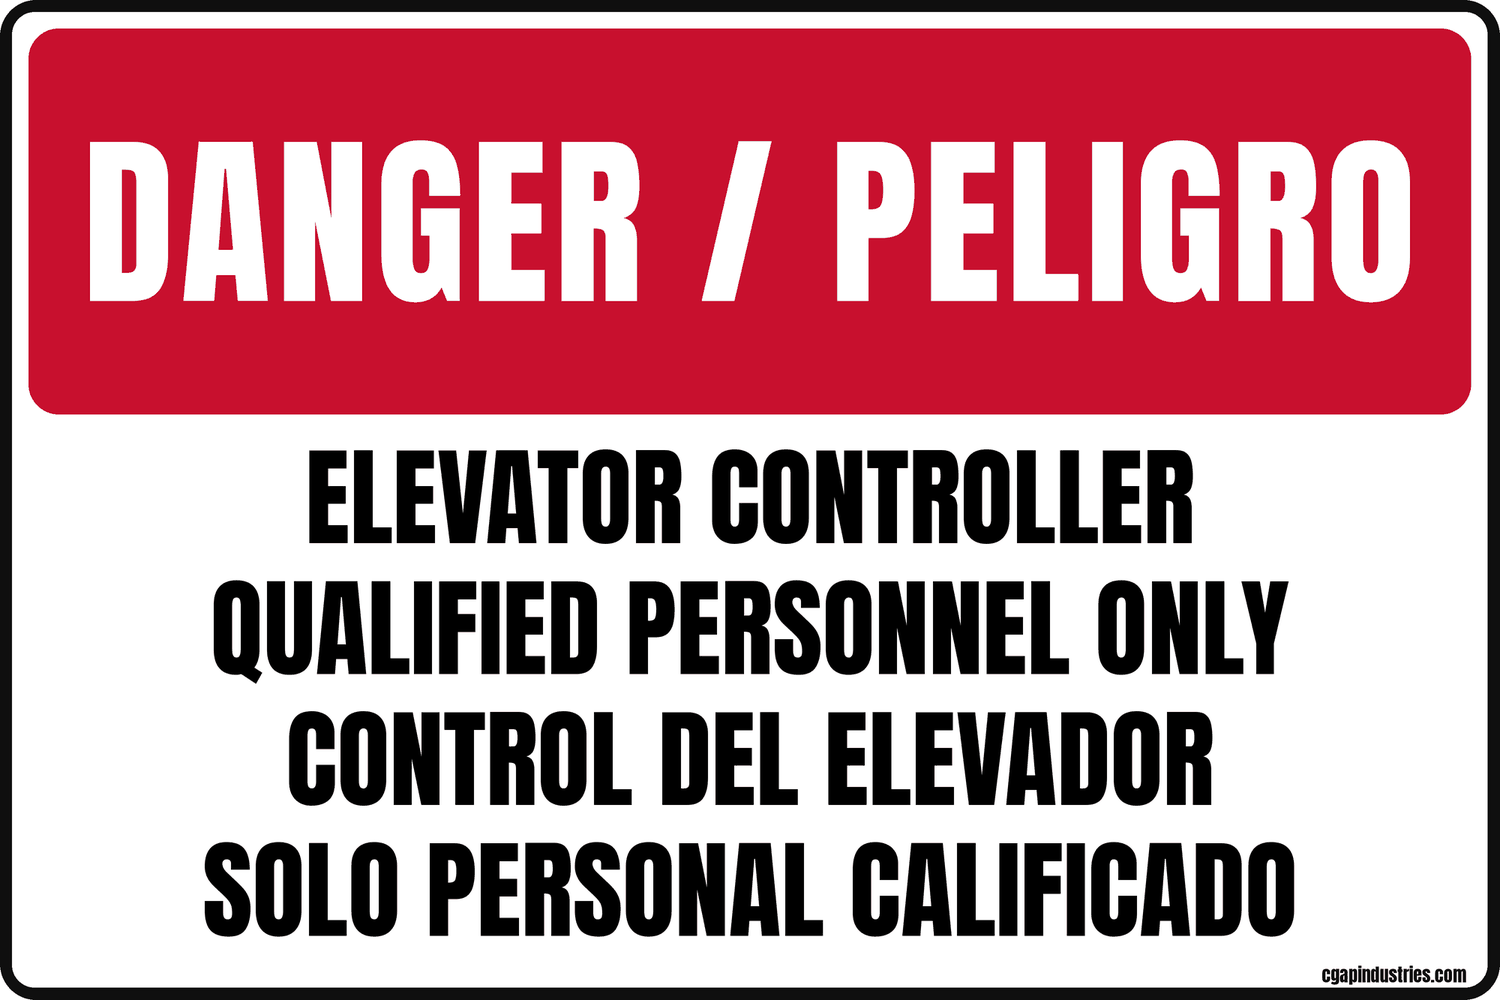 DANGER / PELIGRO
ELEVATOR CONTROLLER
QUALIFIED PERSONNEL ONLY
CONTROL DEL ELEVADOR
SOLO PERSONAL CALIFICADO
cgapindustries.com